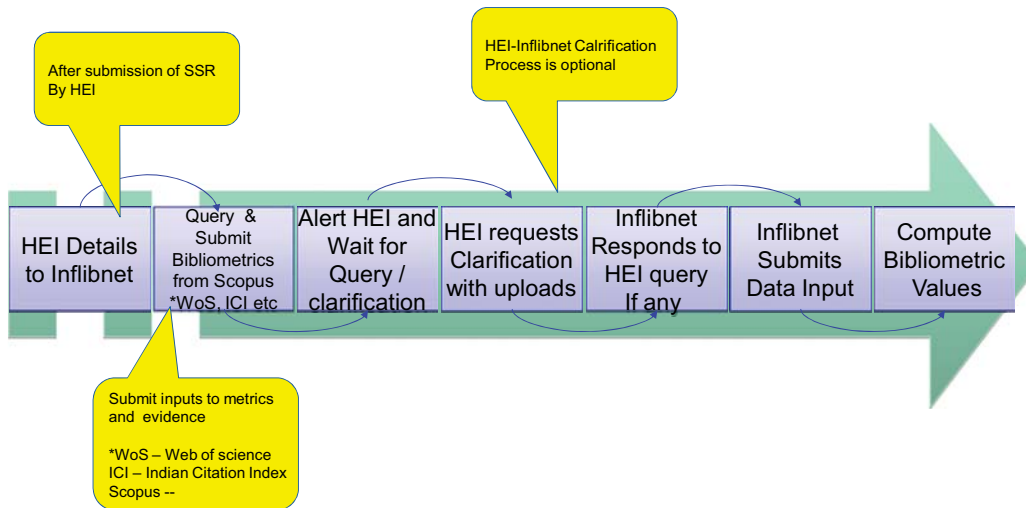 After submission of SSR
By HEI
HEI-Inflibnet Calrification
Process is optional
HEI Details
to Inflibnet
Query &
Submit
Bibliometrics
from Scopus
*WoS, ICI etc
Alert HEI and
Wait for
Query /
clarification
HEI requests
Clarification
with uploads
Inflibnet
Responds to
HEI query
If any
Inflibnet
Submits
Data Input
Compute
Bibliometric
Values
Submit inputs to metrics
and evidence
*WoS – Web of science
ICI – Indian Citation Index
Scopus --